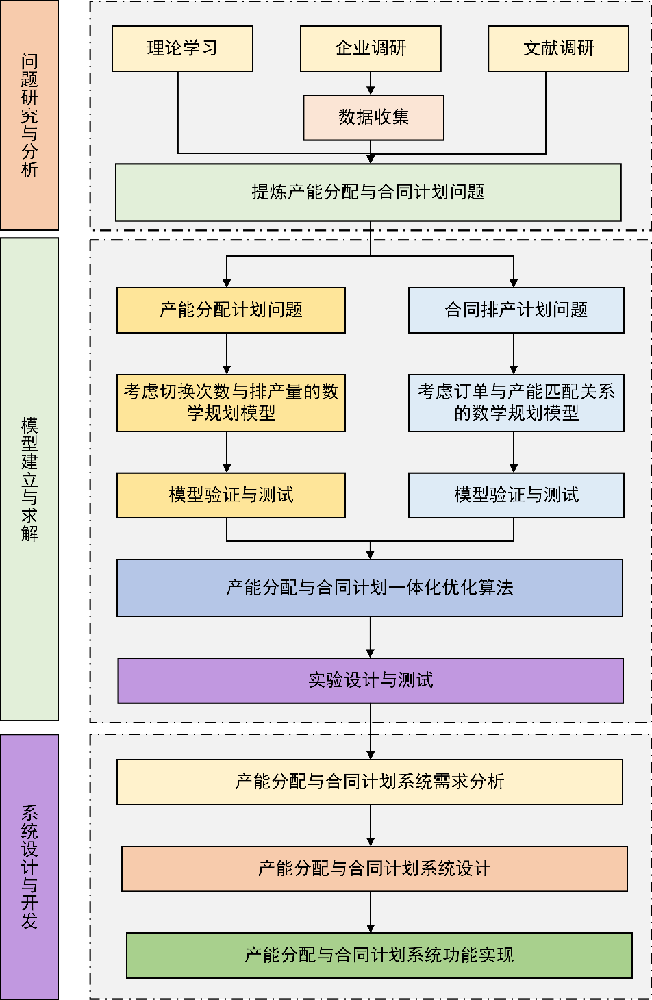 问题研究与分析
理论学习
企业调研
文献调研
数据收集
提炼产能分配与合同计划问题
模型建立与求解
产能分配计划问题
合同排产计划问题
考虑切换次数与排产量的数
学规划模型
考虑订单与产能匹配关系
的数学规划模型
模型验证与测试
模型验证与测试
产能分配与合同计划一体化优化算法
实验设计与测试
系统设计与开发
产能分配与合同计划系统需求分析
产能分配与合同计划系统设计
产能分配与合同计划系统功能实现